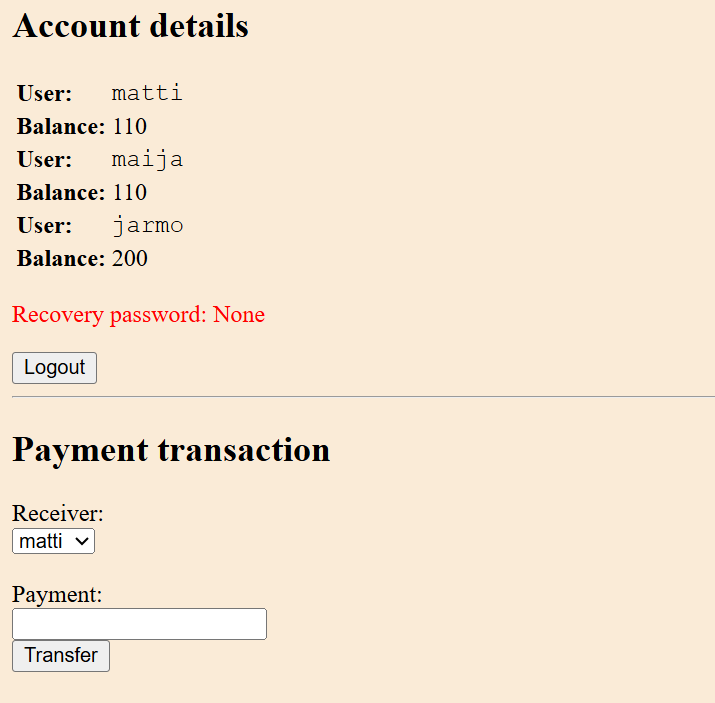 Account details
User: matti
Balance: 110
User: maija
Balance: 110
User: jarmo
Balance: 200
Recovery password: None
Logout
Payment transaction
Receiver:
matti
Payment:
Transfer